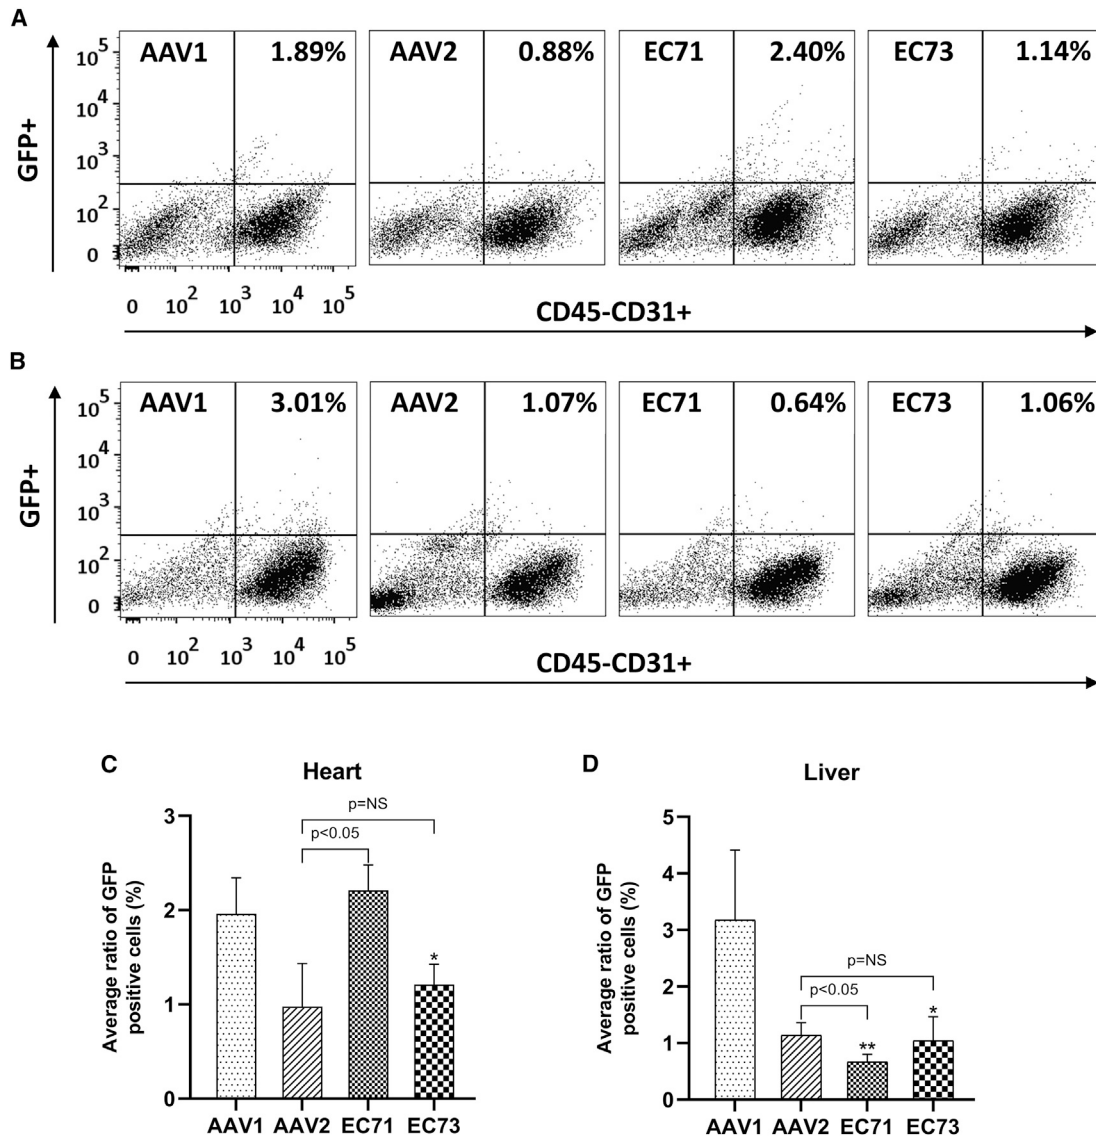 A
AAV1 1.89% AAV2 0.88% EC71 2.40% EC73 1.14%
GFP+
10^5
10^4
10^3
10^2
0
0 10^2 10^3 10^4 10^5
CD45-CD31+
B
AAV1 3.01% AAV2 1.07% EC71 0.64% EC73 1.06%
GFP+
10^5
10^4
10^3
10^2
0
0 10^2 10^3 10^4 10^5
CD45-CD31+
C
Heart
Average ratio of GFP
positive cells (%)
3
2
1
0
p=NS
p<0.05
*
AAV1 AAV2 EC71 EC73
D
Liver
Average ratio of GFP
positive cells (%)
5
4
3
2
1
0
p=NS
p<0.05
**
*
AAV1 AAV2 EC71 EC73